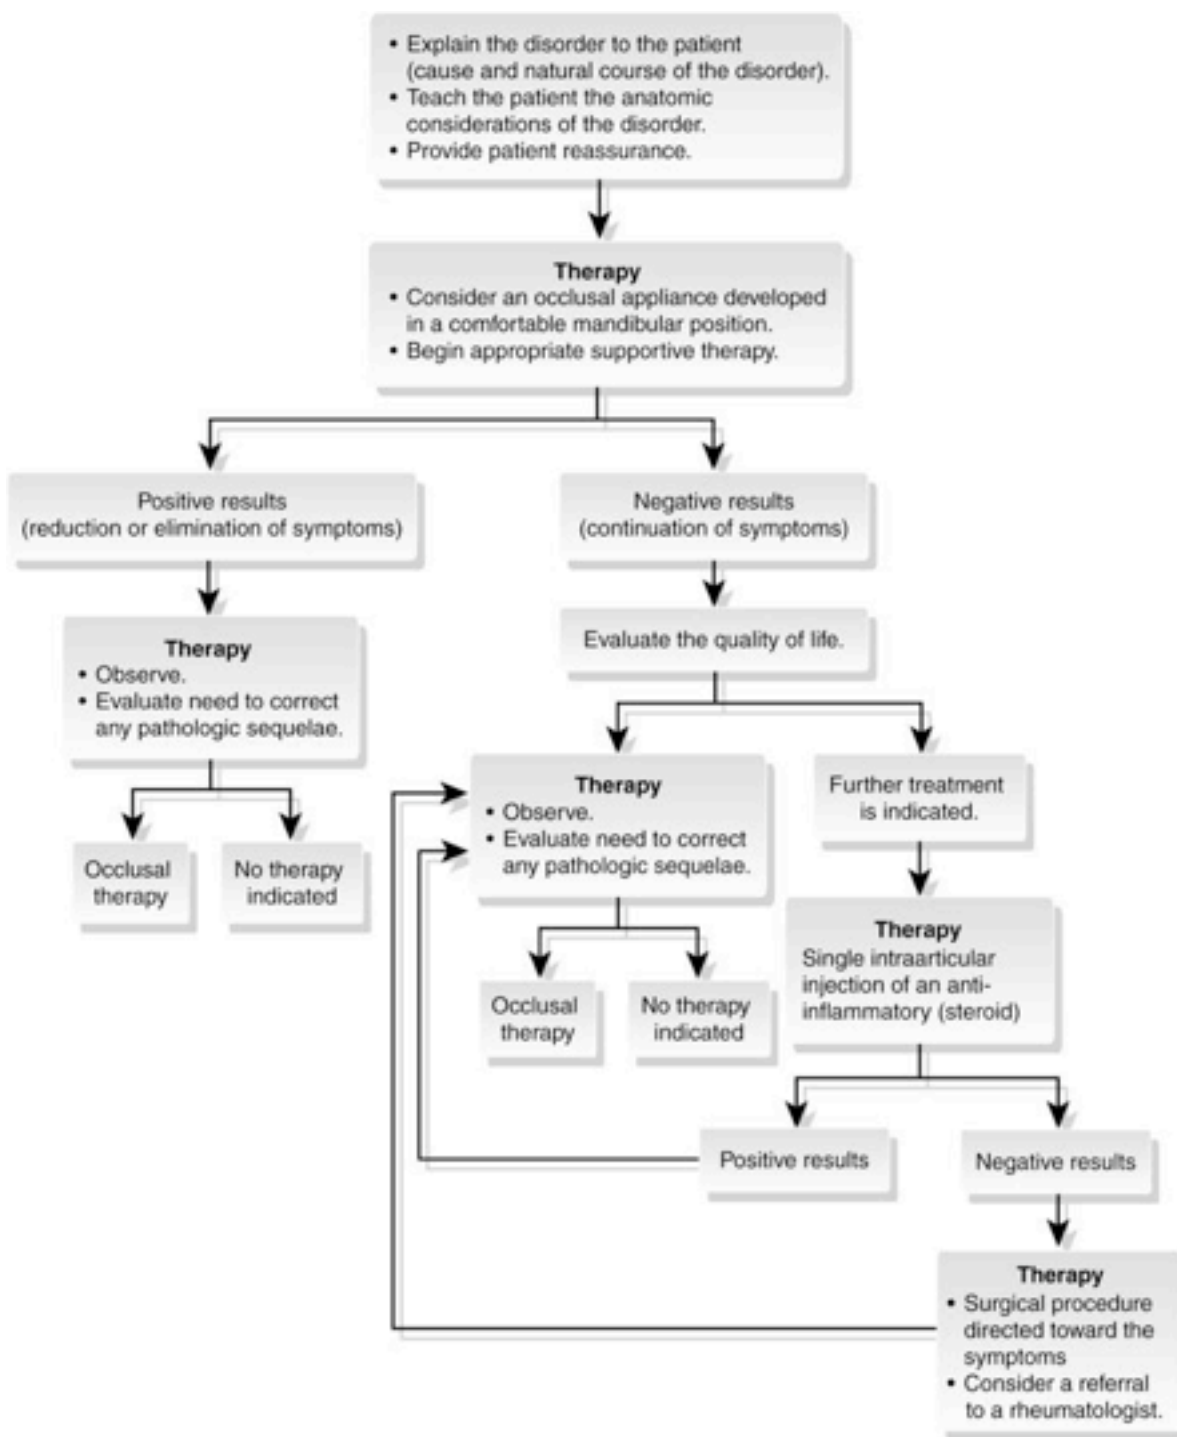 • Explain the disorder to the patient
(cause and natural course of the disorder).
• Teach the patient the anatomic
considerations of the disorder.
• Provide patient reassurance.
Therapy
• Consider an occlusal appliance developed
in a comfortable mandibular position.
• Begin appropriate supportive therapy.
Positive results
(reduction or elimination of symptoms)
Therapy
• Observe.
• Evaluate need to correct
any pathologic sequelae.
Occlusal
therapy
No therapy
indicated
Negative results
(continuation of symptoms)
Evaluate the quality of life.
Therapy
• Observe.
• Evaluate need to correct
any pathologic sequelae.
Occlusal
therapy
No therapy
indicated
Further treatment
is indicated.
Therapy
Single intraarticular
injection of an anti-
inflammatory (steroid)
Positive results
Negative results
Therapy
• Surgical procedure
directed toward the
symptoms
• Consider a referral
to a rheumatologist.